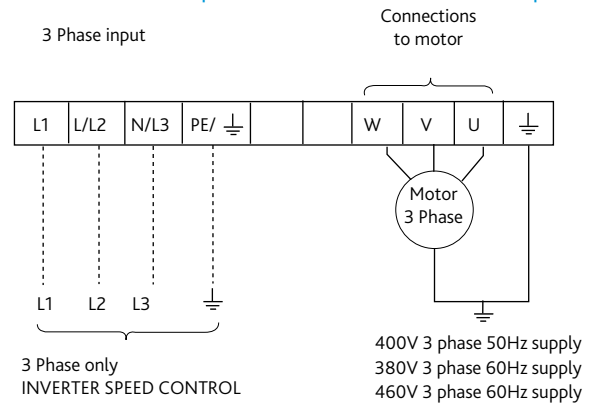 3 Phase input
Connections
to motor
L1 L/L2 N/L3 PE/ W V U
Motor
3 Phase
L1 L2 L3
3 Phase only
INVERTER SPEED CONTROL
400V 3 phase 50Hz supply
380V 3 phase 60Hz supply
460V 3 phase 60Hz supply